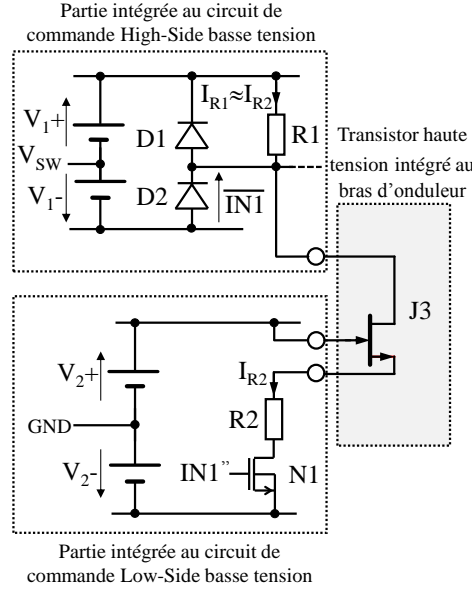 Partie intégrée au circuit de
commande High-Side basse tension
V1+
VSW
V1-
D1
D2
IR1≈IR2
R1
IN1
Transistor haute
tension intégré au
bras d'onduleur
J3
V2+
GND
V2-
IR2
R2
IN1”
N1
Partie intégrée au circuit de
commande Low-Side basse tension